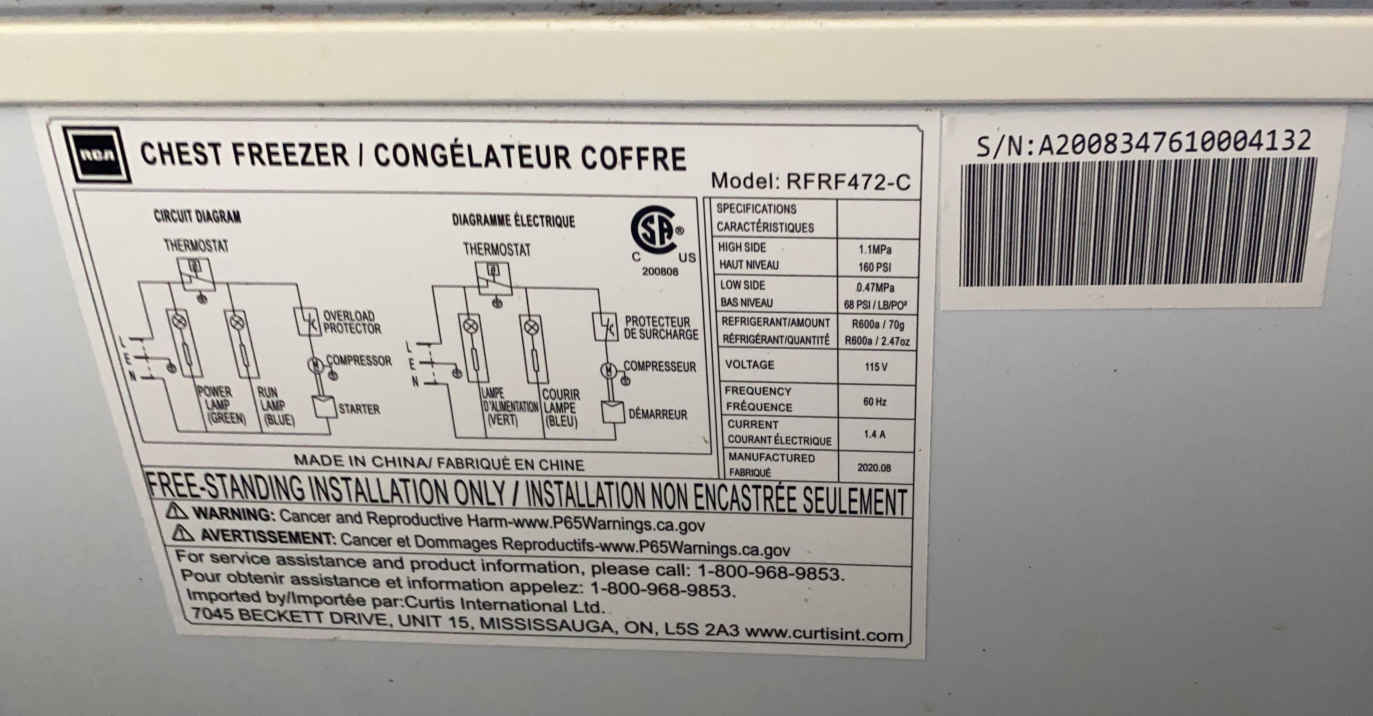 RCA
CHEST FREEZER / CONGÉLATEUR COFFRE
Model: RFRF472-C
CIRCUIT DIAGRAM
THERMOSTAT
OVERLOAD
PROTECTOR
COMPRESSOR
STARTER
L
E
N
POWER
LAMP
(GREEN)
RUN
LAMP
(BLUE)
DIAGRAMME ÉLECTRIQUE
THERMOSTAT
PROTECTEUR
DE SURCHARGE
COMPRESSEUR
DÉMARREUR
L
E
N
LAMPE
D'ALIMENTATION
(VERT)
COURIR
LAMPE
(BLEU)
SA®
C US
200808
SPECIFICATIONS
CARACTÉRISTIQUES
HIGH SIDE 1.1MPa
HAUT NIVEAU 160 PSI
LOW SIDE 0.47MPa
BAS NIVEAU 68 PSI / LB/PO²
REFRIGERANT/AMOUNT R600a / 70g
RÉFRIGÉRANT/QUANTITÉ R600a / 2.47oz
VOLTAGE 115 V
FREQUENCY
FRÉQUENCE 60 Hz
CURRENT
COURANT ÉLECTRIQUE 1.4 A
MANUFACTURED
FABRIQUÉ 2020.08
MADE IN CHINA/ FABRIQUÉ EN CHINE
FREE-STANDING INSTALLATION ONLY / INSTALLATION NON ENCASTRÉE SEULEMENT
⚠ WARNING: Cancer and Reproductive Harm-www.P65Warnings.ca.gov
⚠ AVERTISSEMENT: Cancer et Dommages Reproductifs-www.P65Warnings.ca.gov
For service assistance and product information, please call: 1-800-968-9853.
Pour obtenir assistance et information appelez: 1-800-968-9853.
Imported by/Importée par:Curtis International Ltd.
7045 BECKETT DRIVE, UNIT 15, MISSISSAUGA, ON, L5S 2A3 www.curtisint.com
S/N:A2008347610004132